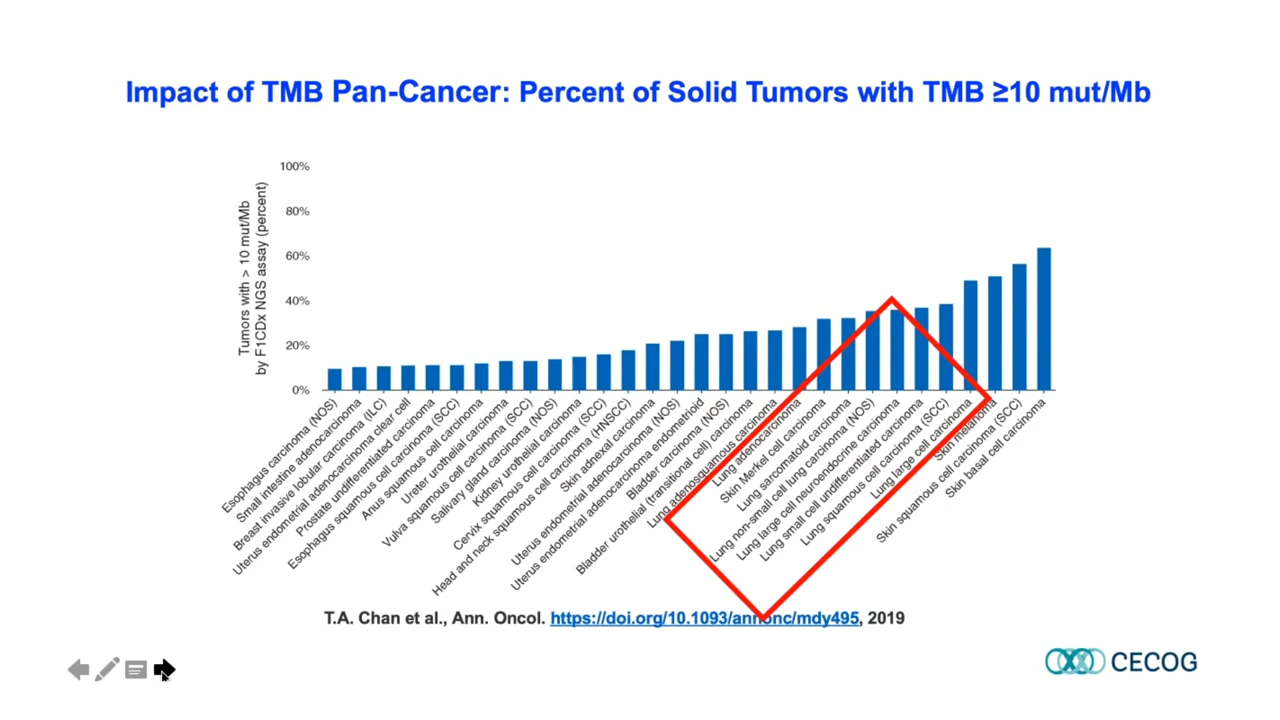 Impact of TMB Pan-Cancer: Percent of Solid Tumors with TMB ≥10 mut/Mb
Tumors with > 10 mut/Mb
by F1CDx NGS assay (percent)
100%
80%
60%
40%
20%
0%
Esophagus carcinoma (NOS)
Small intestine adenocarcinoma
Breast invasive lobular carcinoma (ILC)
Uterus endometrial adenocarcinoma clear cell
Prostate undifferentiated carcinoma
Esophagus squamous cell carcinoma (SCC)
Anus squamous cell carcinoma
Ureter urothelial carcinoma
Vulva squamous cell carcinoma (SCC)
Salivary gland carcinoma (NOS)
Kidney urothelial carcinoma
Cervix squamous cell carcinoma (SCC)
Head and neck squamous cell carcinoma (HNSCC)
Skin adnexal carcinoma
Uterus endometrial adenocarcinoma (NOS)
Uterus endometrial adenocarcinoma endometrioid
Bladder carcinoma (NOS)
Bladder urothelial (transitional cell) carcinoma
Lung adenosquamous carcinoma
Lung adenocarcinoma
Skin Merkel cell carcinoma
Lung sarcomatoid carcinoma
Lung non-small cell lung carcinoma (NOS)
Lung large cell neuroendocrine carcinoma
Lung small cell undifferentiated carcinoma
Lung squamous cell carcinoma (SCC)
Lung large cell carcinoma
Skin melanoma
Skin squamous cell carcinoma (SCC)
Skin basal cell carcinoma
T.A. Chan et al., Ann. Oncol. https://doi.org/10.1093/annonc/mdy495, 2019
CECOG